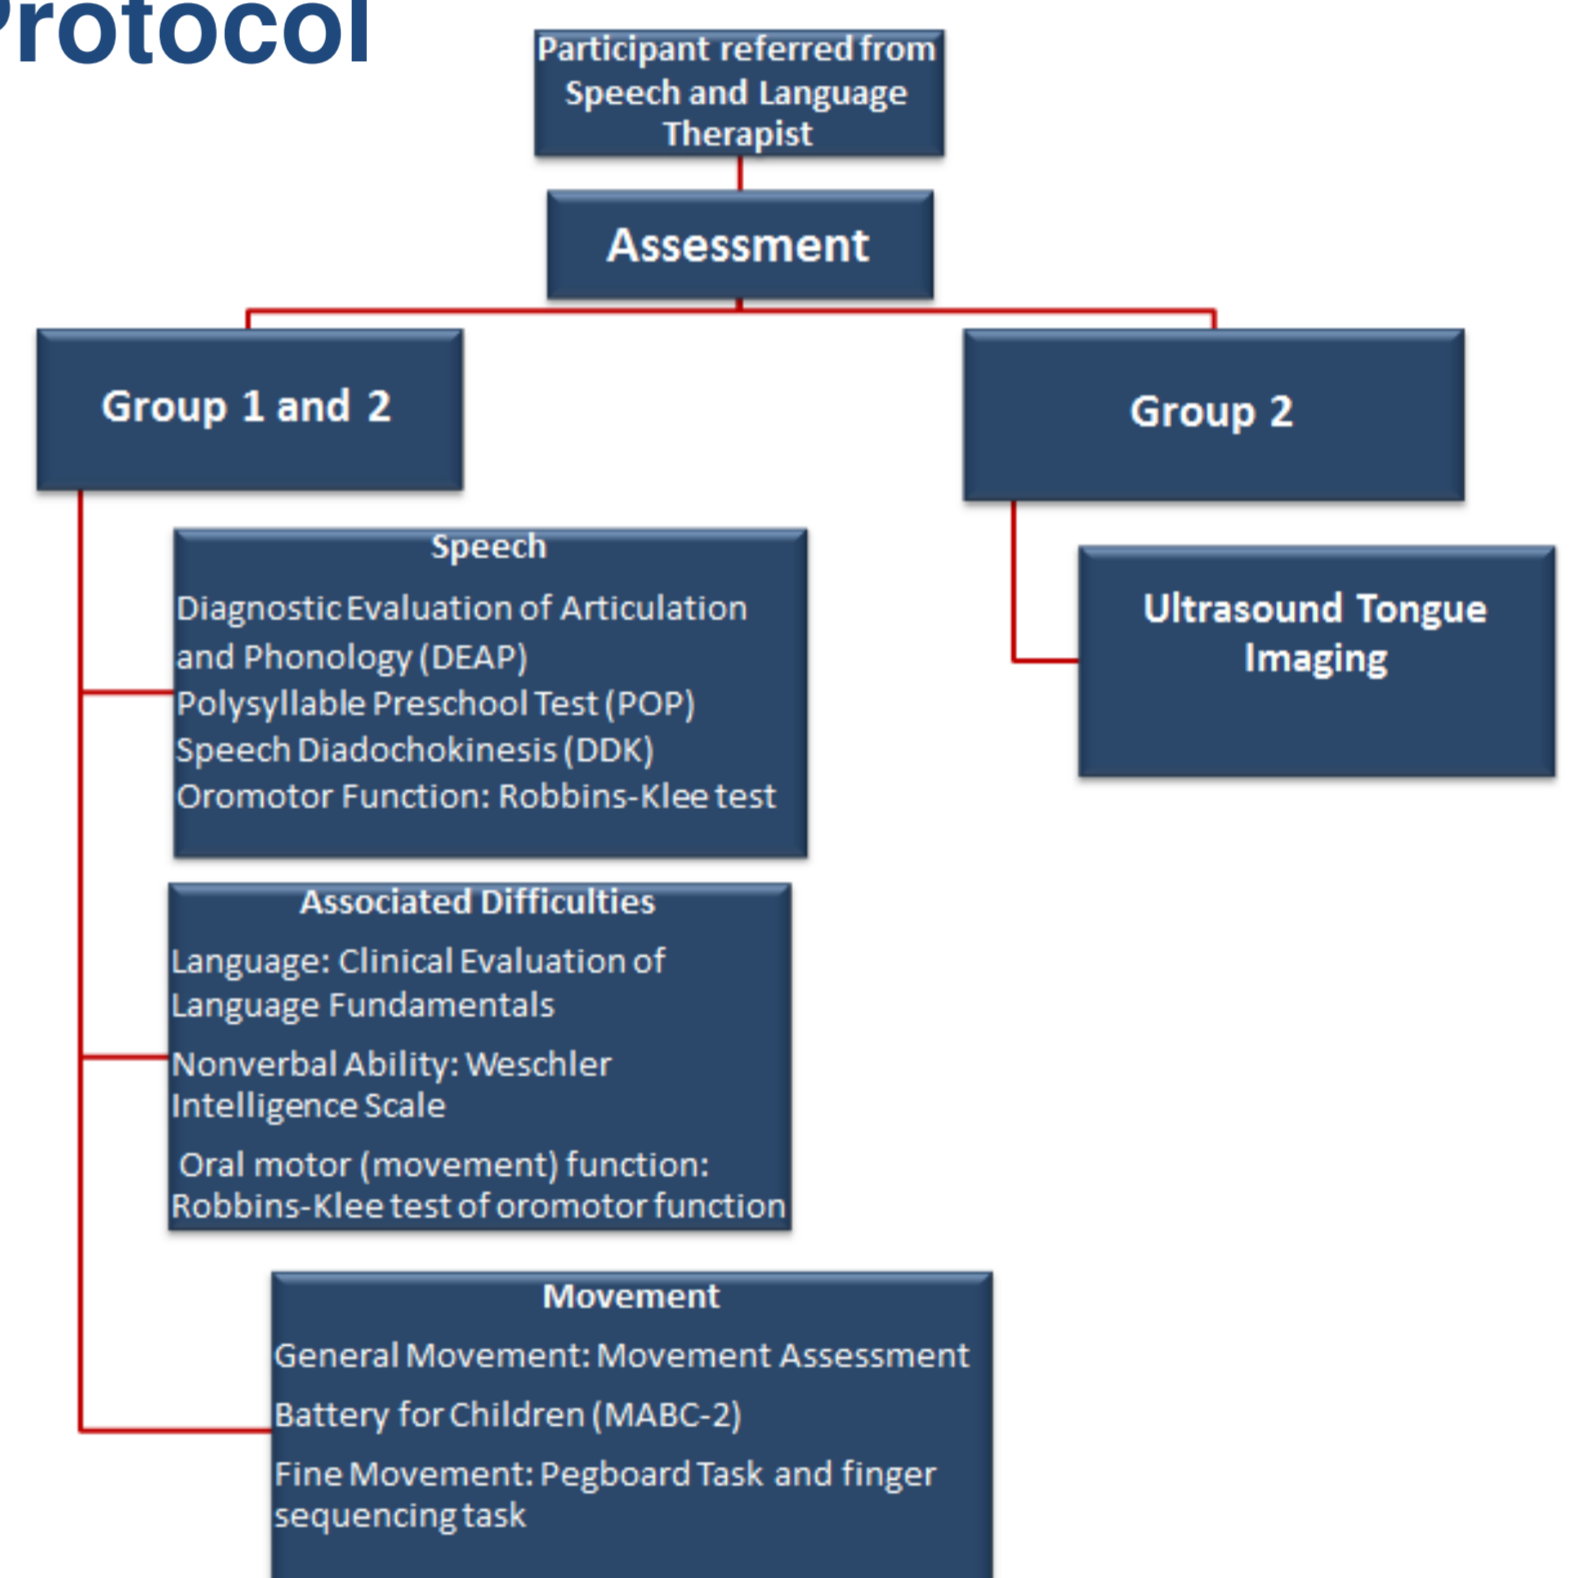 Protocol
Participant referred from
Speech and Language
Therapist
Assessment
Group 1 and 2
Group 2
Speech
Diagnostic Evaluation of Articulation
and Phonology (DEAP)
Polysyllable Preschool Test (POP)
Speech Diadochokinesis (DDK)
Oromotor Function: Robbins-Klee test
Ultrasound Tongue
Imaging
Associated Difficulties
Language: Clinical Evaluation of
Language Fundamentals
Nonverbal Ability: Weschler
Intelligence Scale
Oral motor (movement) function:
Robbins-Klee test of oromotor function
Movement
General Movement: Movement Assessment
Battery for Children (MABC-2)
Fine Movement: Pegboard Task and finger
sequencing task